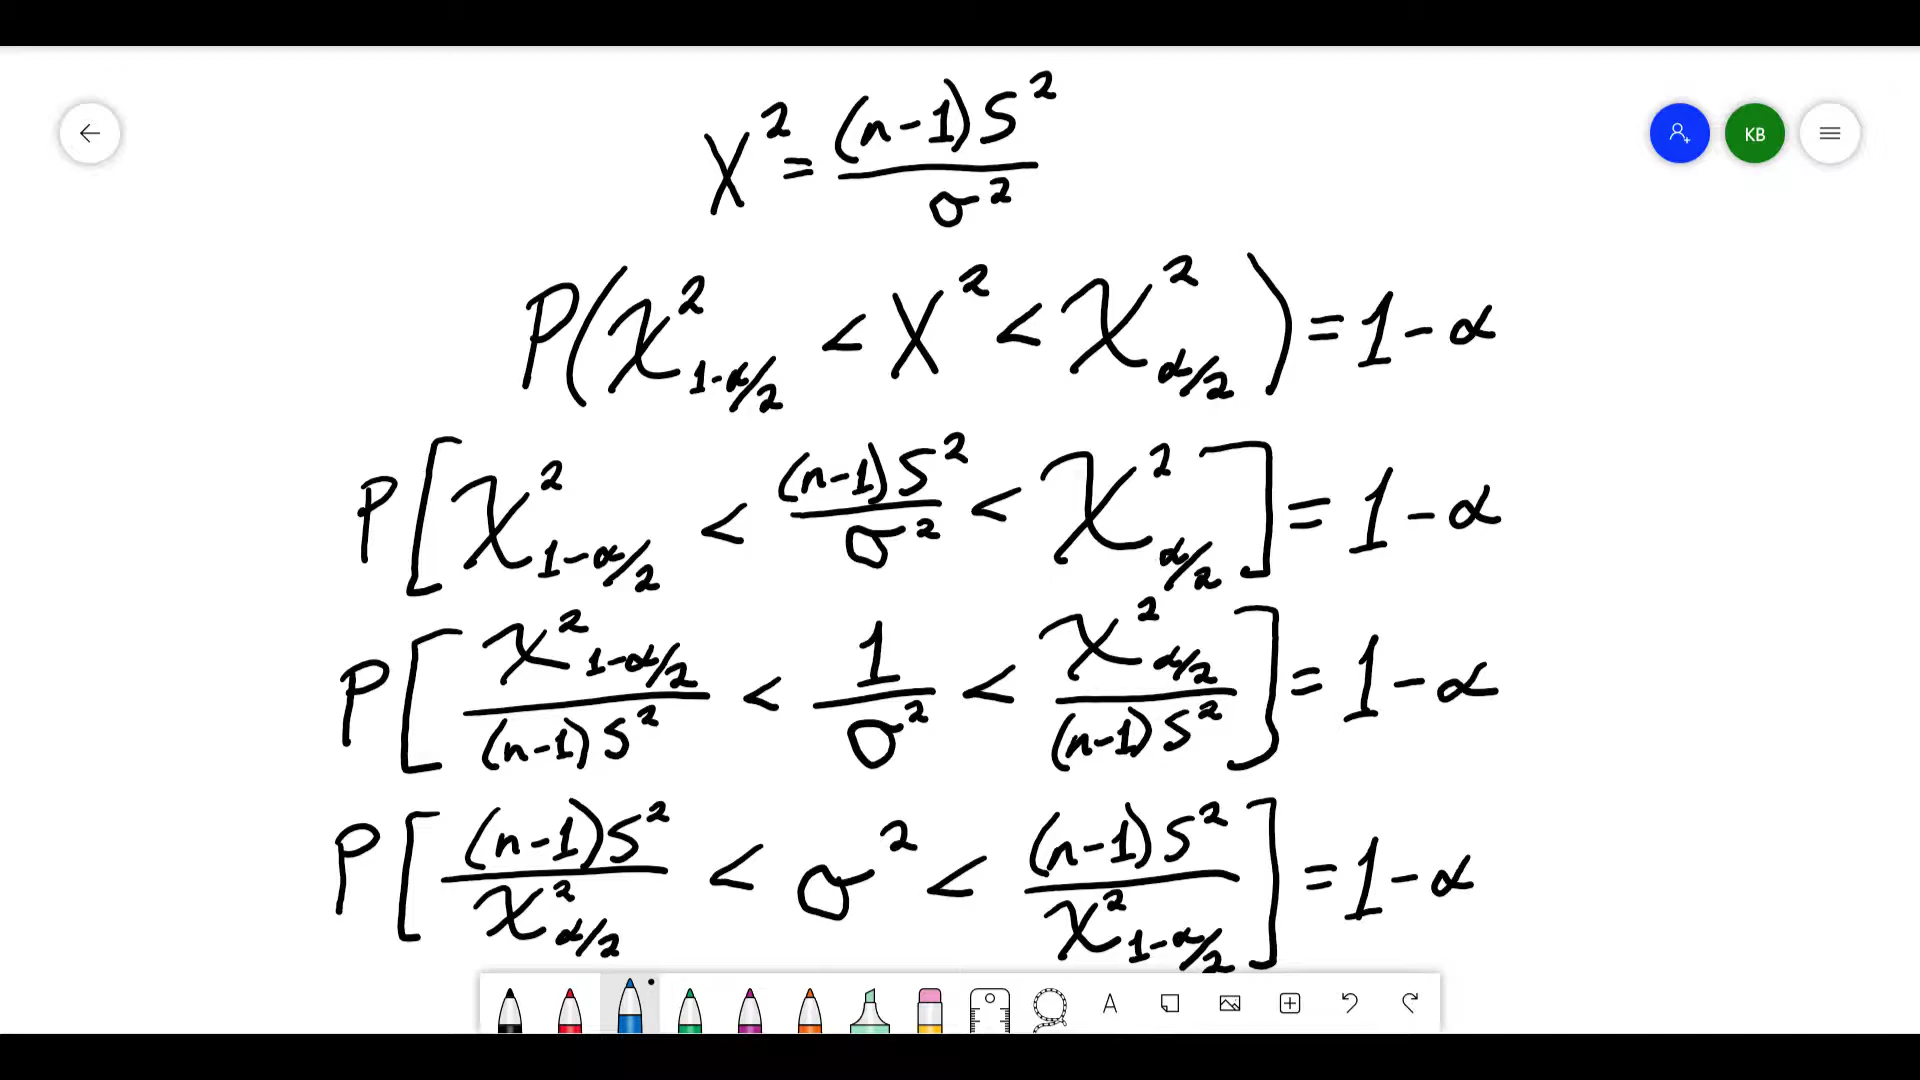 KB
X² = (n-1)S² / σ²
P(χ²_{1-α/2} < X² < χ²_{α/2}) = 1-α
P[χ²_{1-α/2} < (n-1)S² / σ² < χ²_{α/2}] = 1-α
P[χ²_{1-α/2} / (n-1)S² < 1 / σ² < χ²_{α/2} / (n-1)S²] = 1-α
P[(n-1)S² / χ²_{α/2} < σ² < (n-1)S² / χ²_{1-α/2}] = 1-α
A